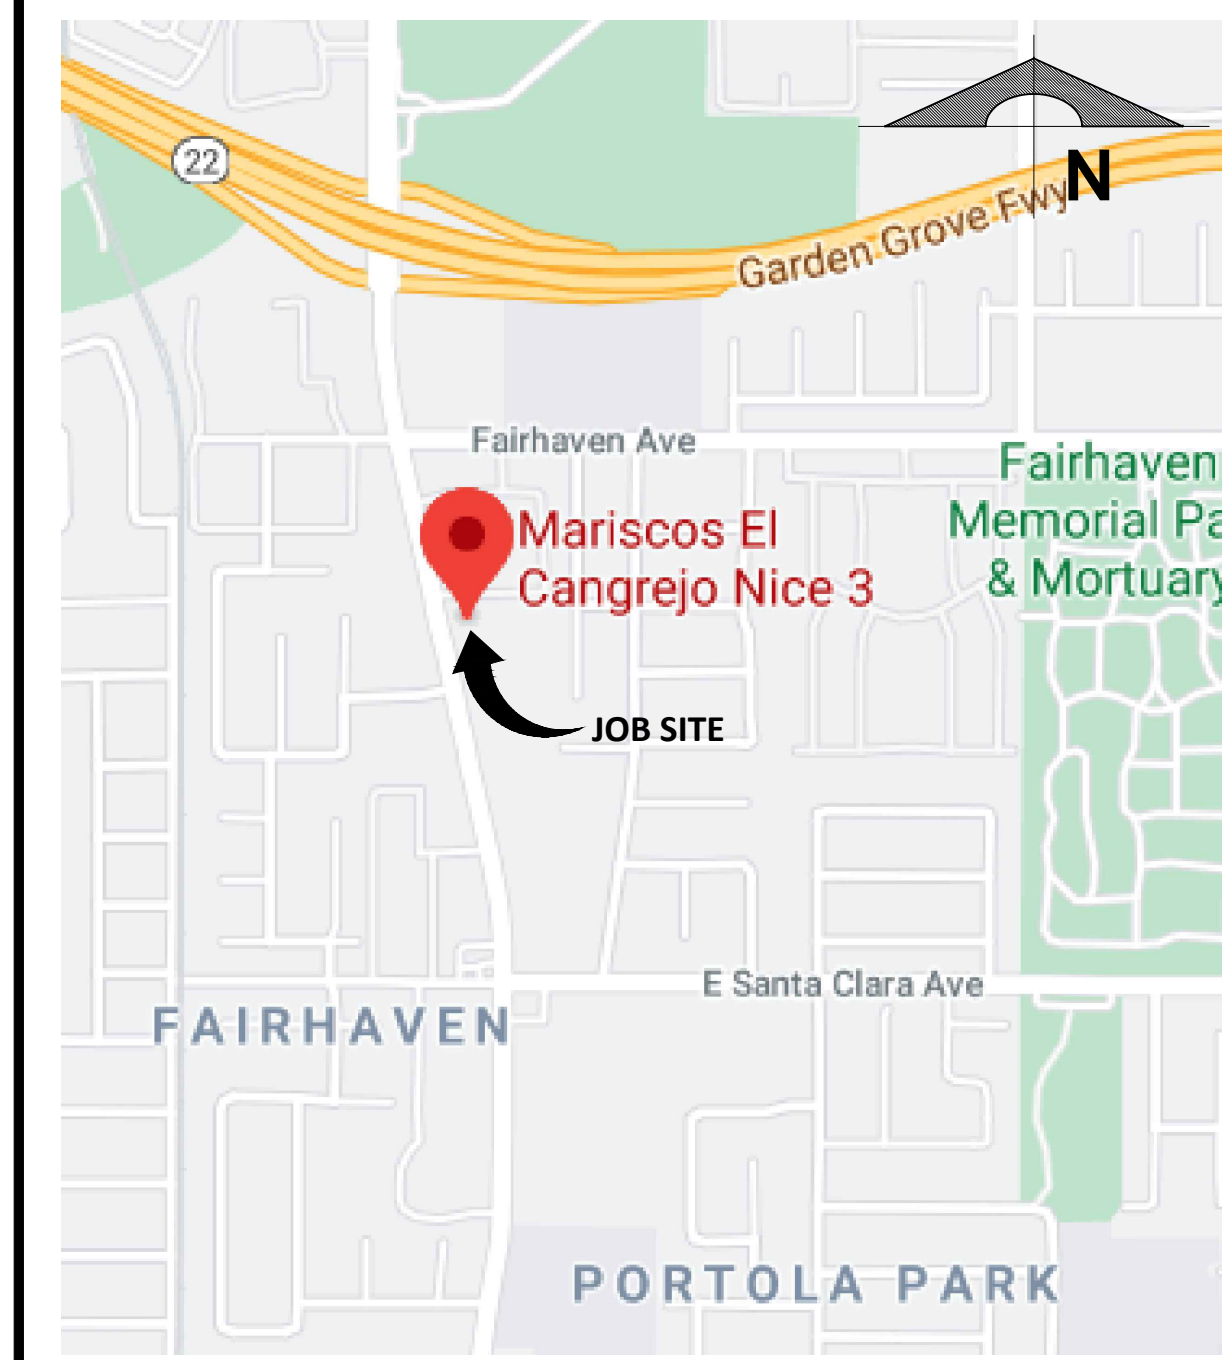 22
N
Garden Grove Fwy
Fairhaven Ave
Fairhaven
Memorial Pa
& Mortuary
Mariscos El
Cangrejo Nice 3
JOB SITE
E Santa Clara Ave
FAIRHAVEN
PORTOLA PARK